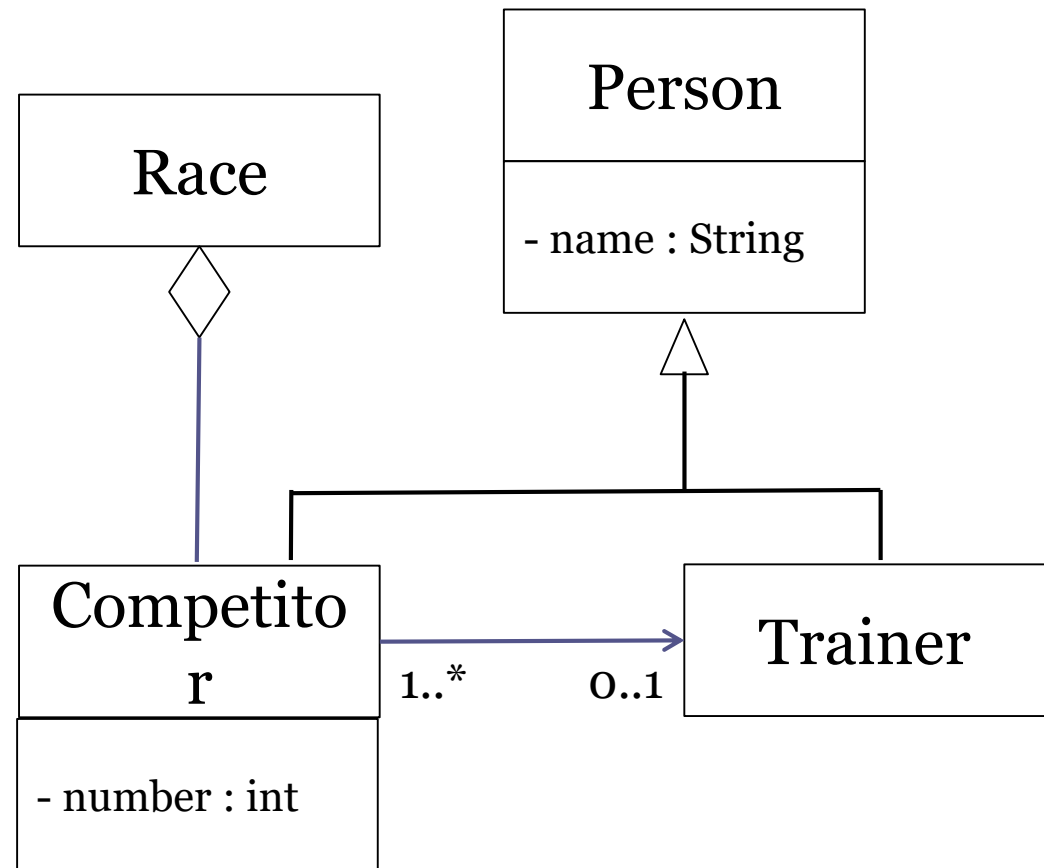 Person
Race
- name : String
Competito
r
Trainer
1..*
0..1
- number : int